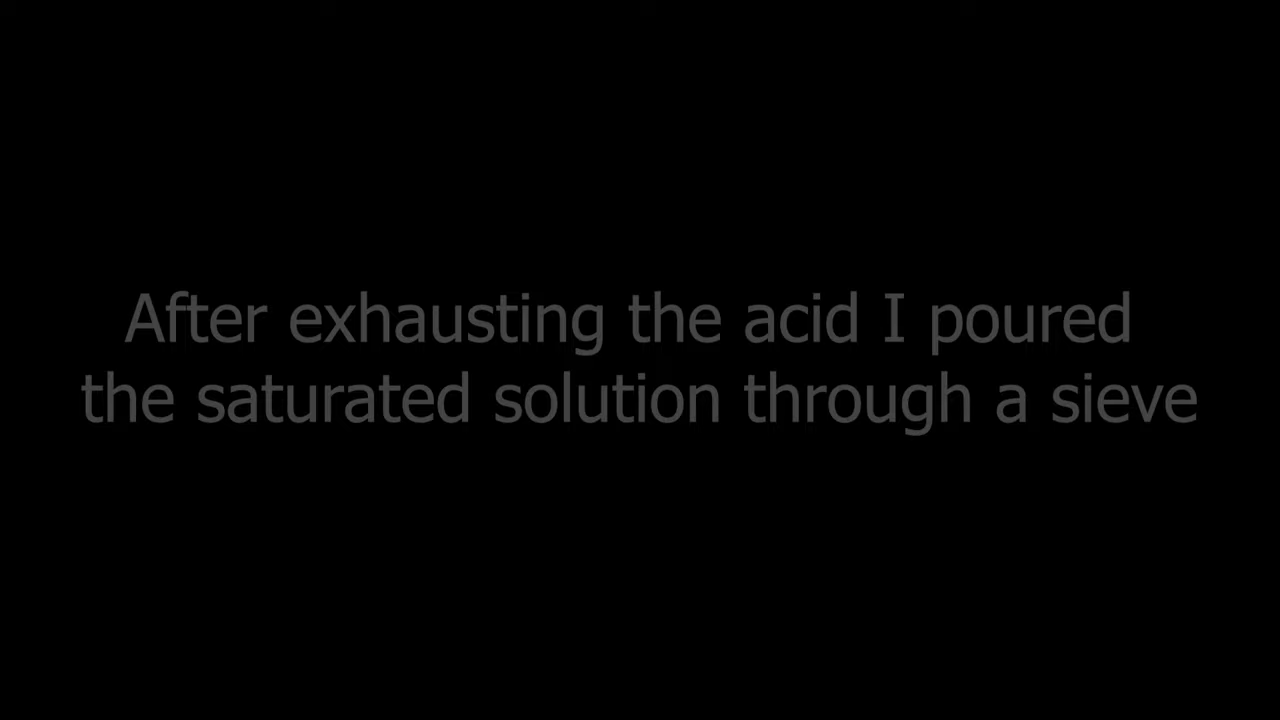 After exhausting the acid I poured
the saturated solution through a sieve